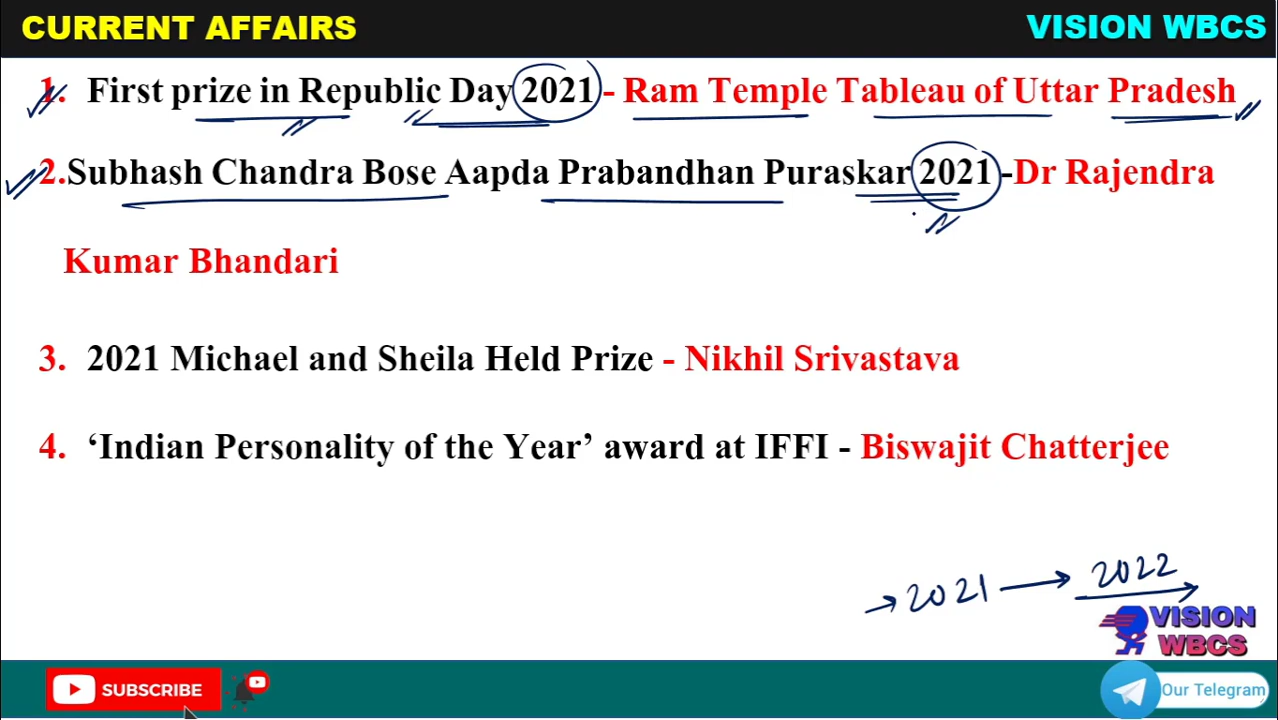 CURRENT AFFAIRS VISION WBCS
1. First prize in Republic Day 2021- Ram Temple Tableau of Uttar Pradesh
2.Subhash Chandra Bose Aapda Prabandhan Puraskar 2021 -Dr Rajendra
Kumar Bhandari
3. 2021 Michael and Sheila Held Prize - Nikhil Srivastava
4. ‘Indian Personality of the Year’ award at IFFI - Biswajit Chatterjee
→ 2021 → 2022
VISION
WBCS
SUBSCRIBE Our Telegram